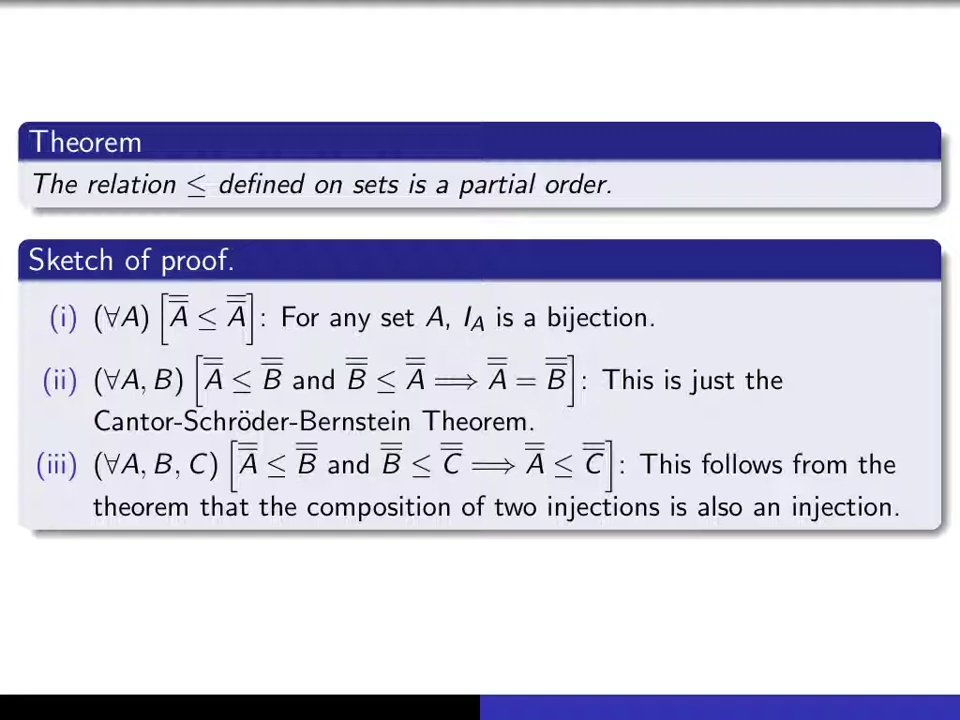 Theorem
The relation ≤ defined on sets is a partial order.
Sketch of proof.
(i) (∀A) [A̿ ≤ A̿]: For any set A, I_A is a bijection.
(ii) (∀A, B) [A̿ ≤ B̿ and B̿ ≤ A̿ ⟹ A̿ = B̿]: This is just the
Cantor-Schröder-Bernstein Theorem.
(iii) (∀A, B, C) [A̿ ≤ B̿ and B̿ ≤ C̿ ⟹ A̿ ≤ C̿]: This follows from the
theorem that the composition of two injections is also an injection.